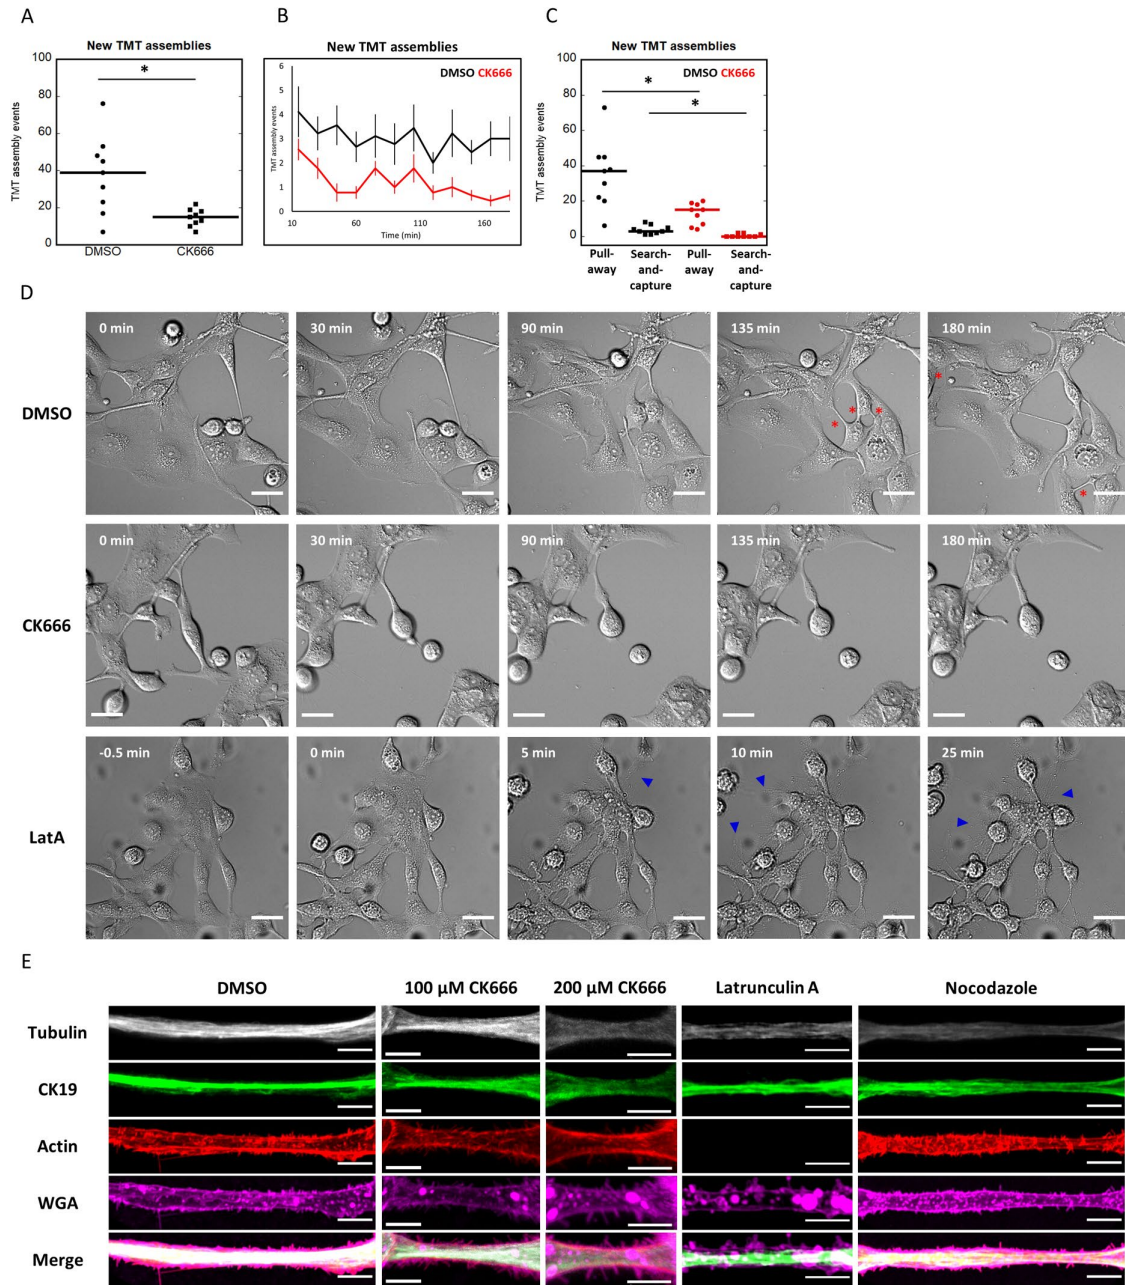 A
New TMT assemblies
TMT assembly events
100
80
60
40
20
0
*
DMSO
CK666
B
New TMT assemblies
DMSO CK666
TMT assembly events
6
5
4
3
2
1
0
10
60
110
160
Time (min)
C
New TMT assemblies
DMSO CK666
TMT assembly events
100
80
60
40
20
0
*
*
Pull-
away
Search-
and-
capture
Pull-
away
Search-
and-
capture
D
DMSO
0 min
30 min
90 min
135 min
* * *
180 min
*
*
CK666
0 min
30 min
90 min
135 min
180 min
LatA
-0.5 min
0 min
5 min
10 min
25 min
E
DMSO
100 µM CK666
200 µM CK666
Latrunculin A
Nocodazole
Tubulin
CK19
Actin
WGA
Merge